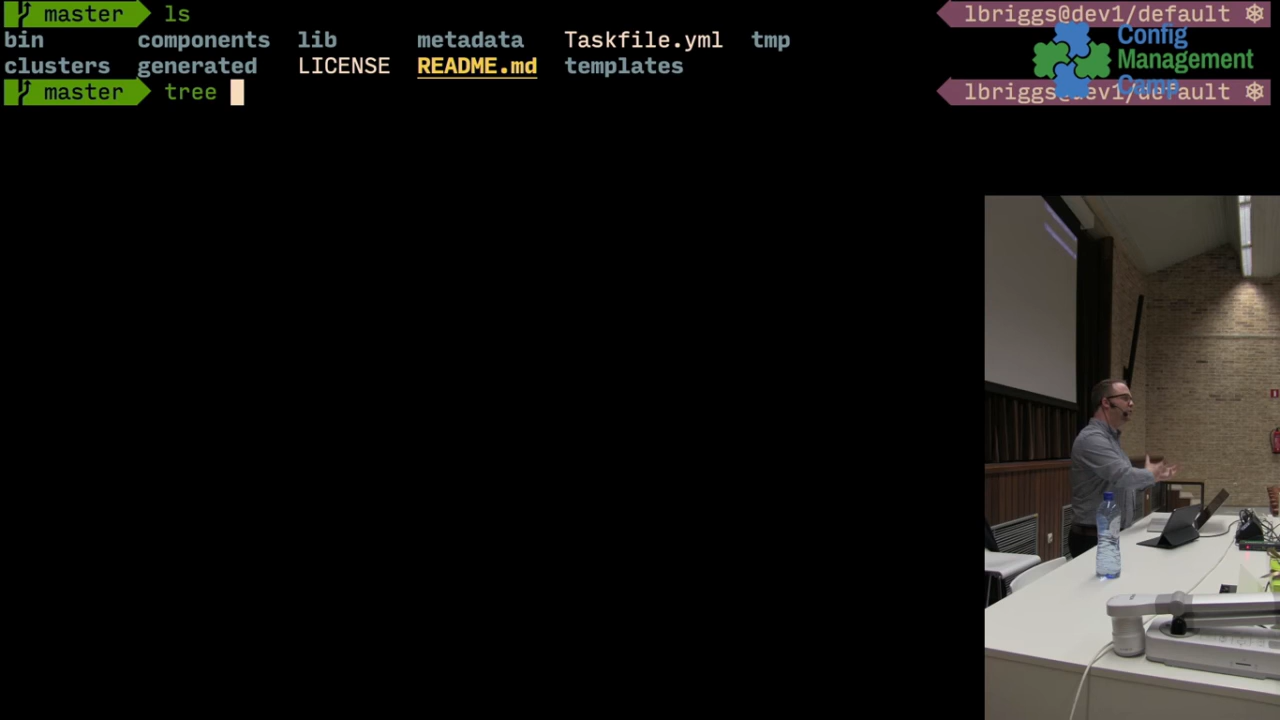 master ls lbriggs@dev1/default
bin components lib metadata Taskfile.yml tmp
clusters generated LICENSE README.md templates
master tree lbriggs@dev1/default
Config
Management
Camp